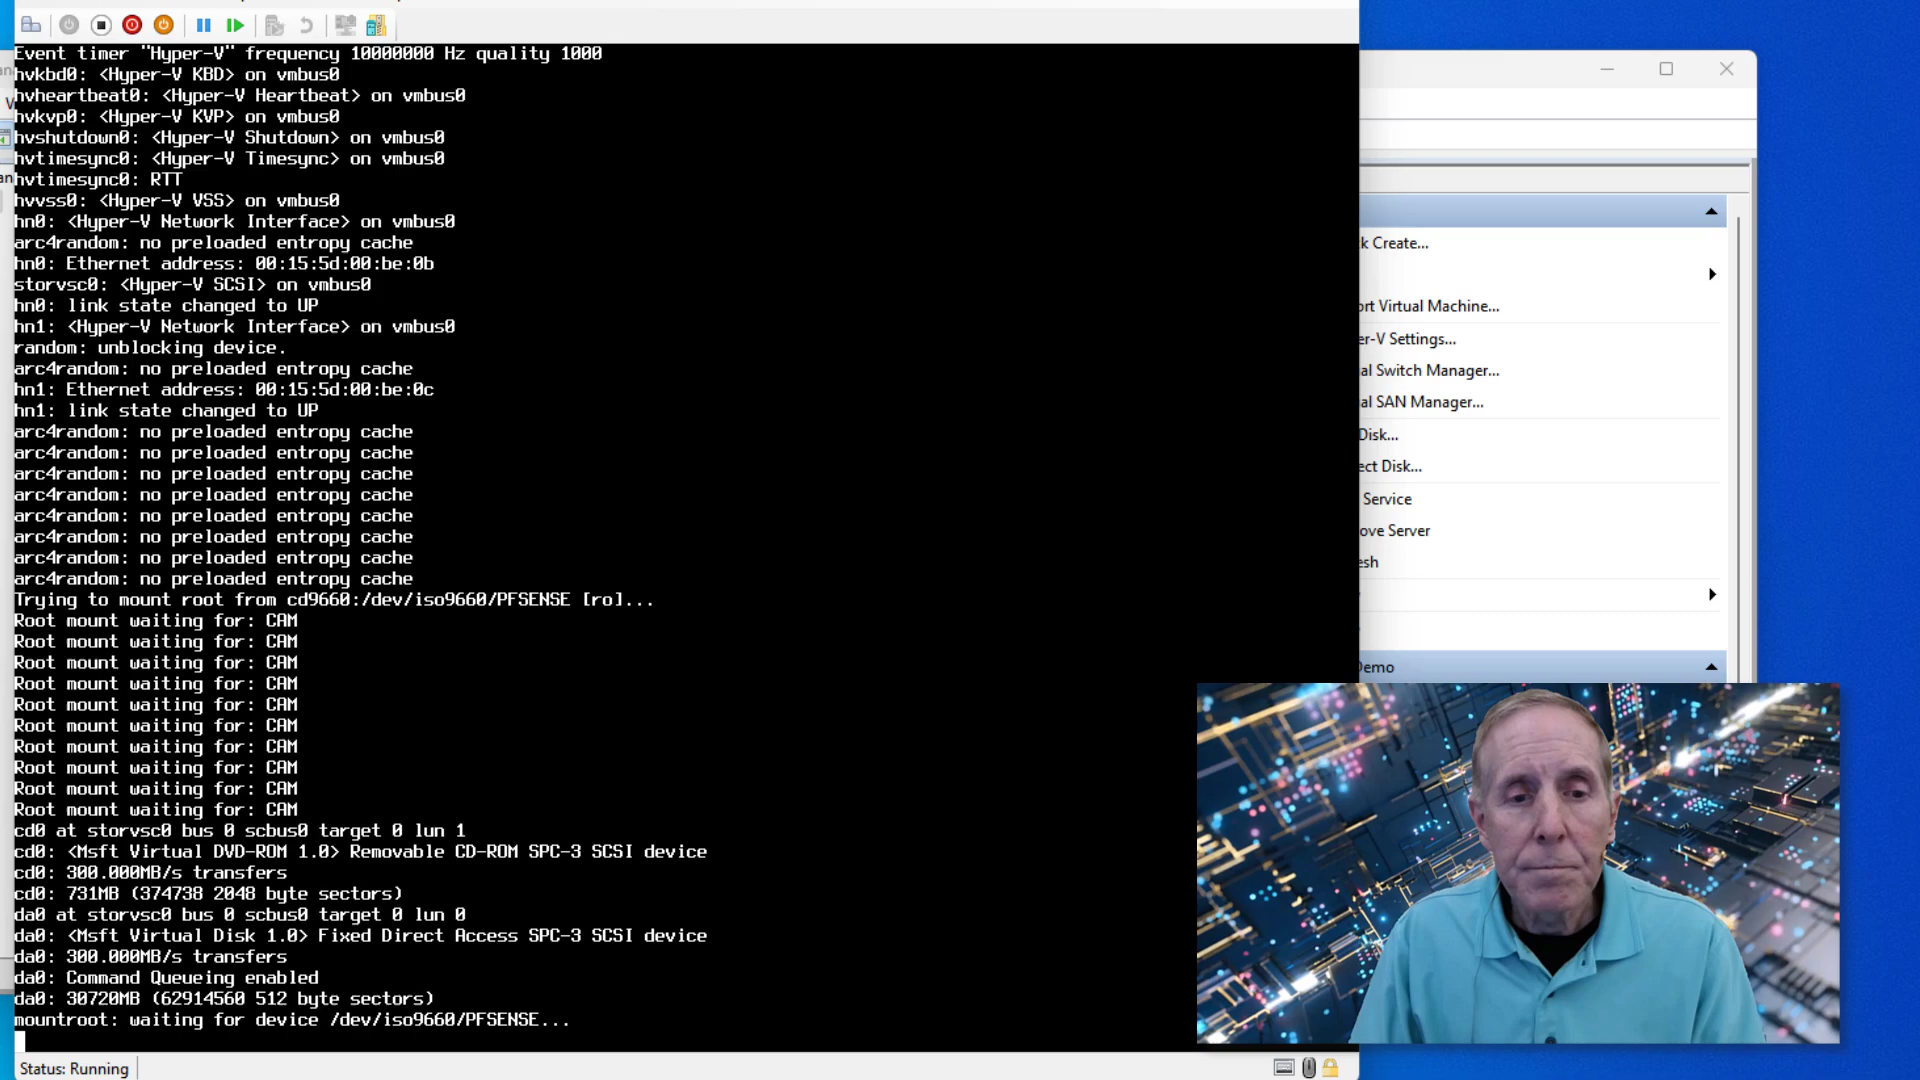 Event timer "Hyper-V" frequency 10000000 Hz quality 1000
hvkbd0: <Hyper-V KBD> on vmbus0
hvheartbeat0: <Hyper-V Heartbeat> on vmbus0
hvkvp0: <Hyper-V KVP> on vmbus0
hvshutdown0: <Hyper-V Shutdown> on vmbus0
hvtimesync0: <Hyper-V Timesync> on vmbus0
hvtimesync0: RTT
hvvss0: <Hyper-V VSS> on vmbus0
hn0: <Hyper-V Network Interface> on vmbus0
arc4random: no preloaded entropy cache
hn0: Ethernet address: 00:15:5d:00:be:0b
storvsc0: <Hyper-V SCSI> on vmbus0
hn0: link state changed to UP
hn1: <Hyper-V Network Interface> on vmbus0
random: unblocking device.
arc4random: no preloaded entropy cache
hn1: Ethernet address: 00:15:5d:00:be:0c
hn1: link state changed to UP
arc4random: no preloaded entropy cache
arc4random: no preloaded entropy cache
arc4random: no preloaded entropy cache
arc4random: no preloaded entropy cache
arc4random: no preloaded entropy cache
arc4random: no preloaded entropy cache
arc4random: no preloaded entropy cache
arc4random: no preloaded entropy cache
Trying to mount root from cd9660:/dev/iso9660/PFSENSE [ro]...
Root mount waiting for: CAM
Root mount waiting for: CAM
Root mount waiting for: CAM
Root mount waiting for: CAM
Root mount waiting for: CAM
Root mount waiting for: CAM
Root mount waiting for: CAM
Root mount waiting for: CAM
Root mount waiting for: CAM
Root mount waiting for: CAM
cd0 at storvsc0 bus 0 scbus0 target 0 lun 1
cd0: <Msft Virtual DVD-ROM 1.0> Removable CD-ROM SPC-3 SCSI device
cd0: 300.000MB/s transfers
cd0: 731MB (374738 2048 byte sectors)
da0 at storvsc0 bus 0 scbus0 target 0 lun 0
da0: <Msft Virtual Disk 1.0> Fixed Direct Access SPC-3 SCSI device
da0: 300.000MB/s transfers
da0: Command Queueing enabled
da0: 30720MB (62914560 512 byte sectors)
mountroot: waiting for device /dev/iso9660/PFSENSE...
Status: Running
k Create...
ort Virtual Machine...
er-V Settings...
al Switch Manager...
al SAN Manager...
Disk...
ect Disk...
Service
ove Server
esh
Demo